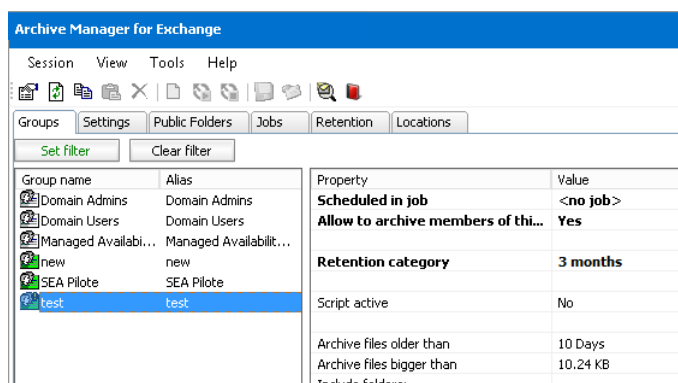 Archive Manager for Exchange
Session View Tools Help
Groups Settings Public Folders Jobs Retention Locations
Set filter Clear filter
Group name Alias Property Value
Domain Admins Domain Admins Scheduled in job <no job>
Domain Users Domain Users Allow to archive members of thi... Yes
Managed Availabi... Managed Availabilit...
new new Retention category 3 months
SEA Pilote SEA Pilote
test test Script active No
Archive files older than 10 Days
Archive files bigger than 10.24 KB
Include folders: